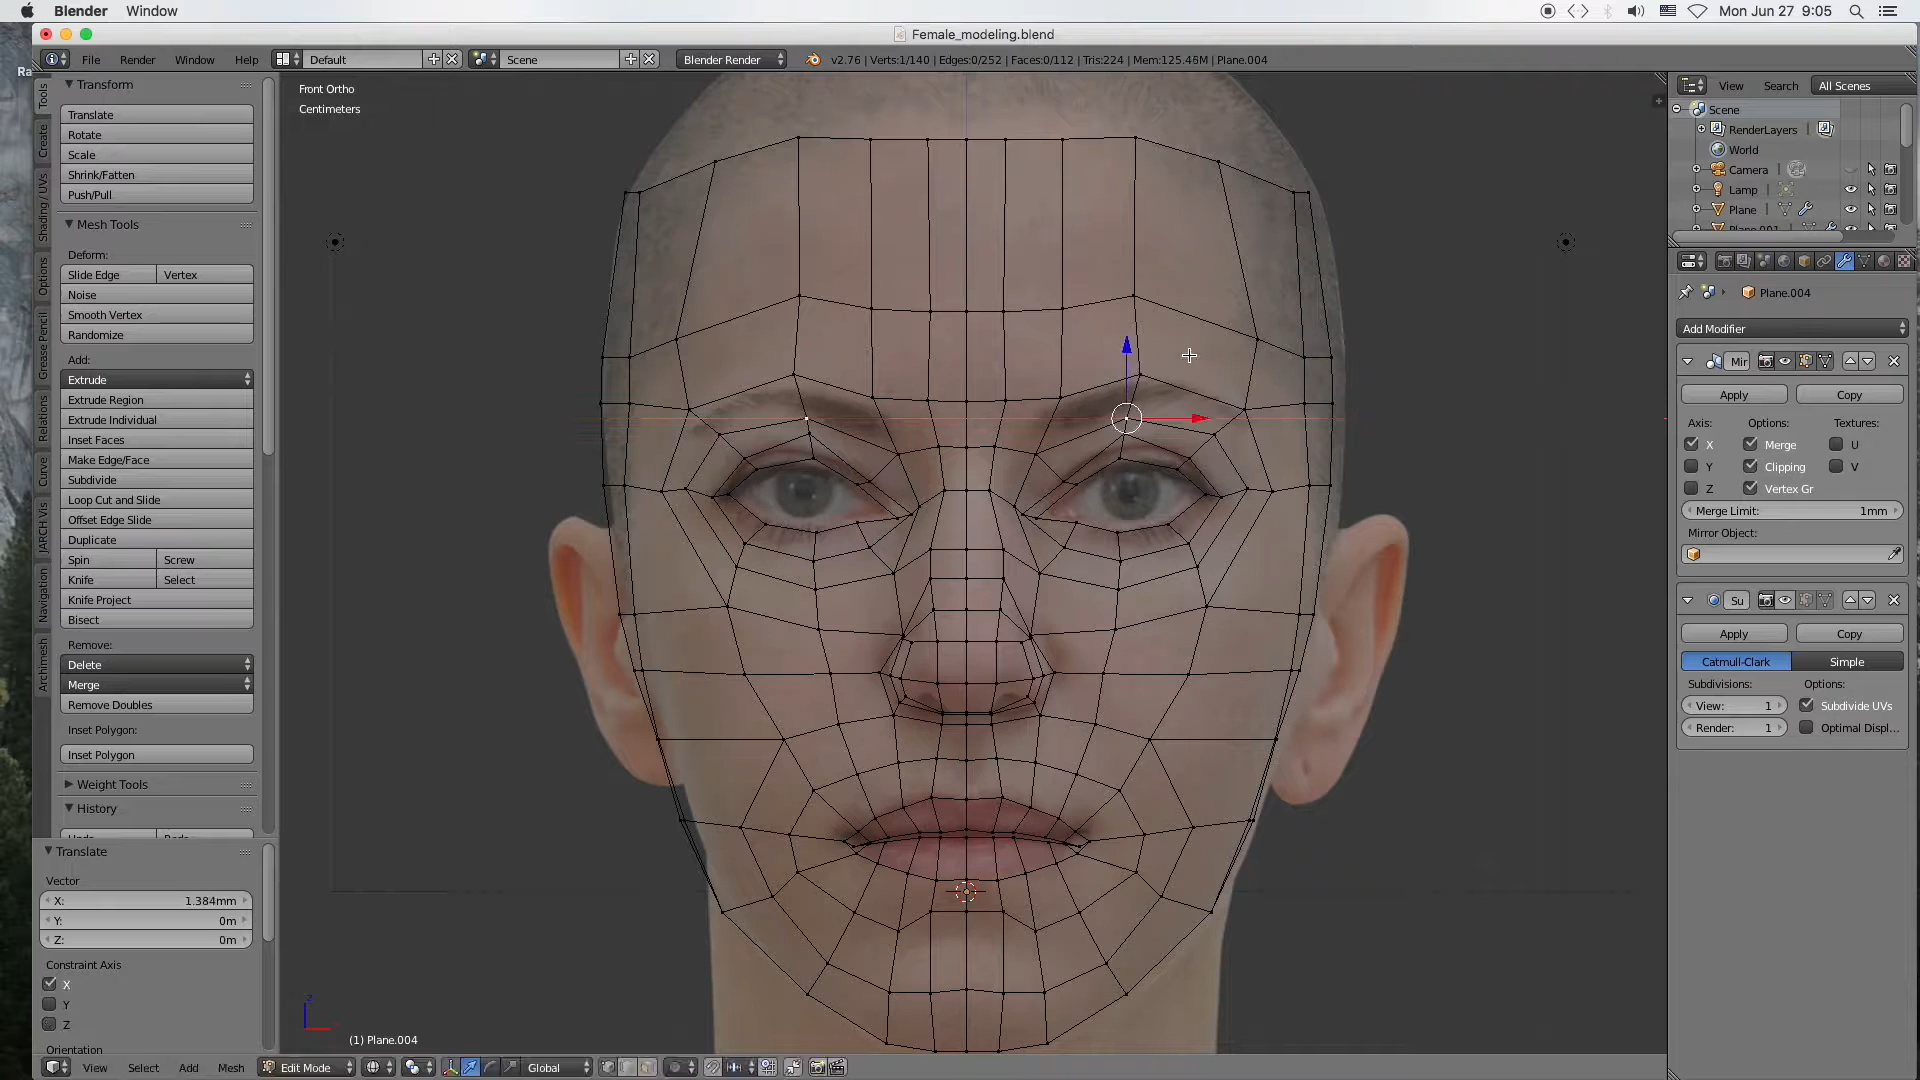 Blender Window
Mon Jun 27 9:05
Female_modeling.blend
File Render Window Help Default Scene Blender Render v2.76 | Verts:1/140 | Edges:0/252 | Faces:0/112 | Tris:224 | Mem:125.46M | Plane.004
Ra
Tools
Create
Shading / UVs
Options
Grease Pencil
Relations
Curve
JARCH Vis
Navigation
Archimesh
Transform
Translate
Rotate
Scale
Shrink/Fatten
Push/Pull
Mesh Tools
Deform:
Slide Edge Vertex
Noise
Smooth Vertex
Randomize
Add:
Extrude
Extrude Region
Extrude Individual
Inset Faces
Make Edge/Face
Subdivide
Loop Cut and Slide
Offset Edge Slide
Duplicate
Spin Screw
Knife Select
Knife Project
Bisect
Remove:
Delete
Merge
Remove Doubles
Inset Polygon:
Inset Polygon
Weight Tools
History
Translate
Vector
X: 1.384mm
Y: 0m
Z: 0m
Constraint Axis
X
Y
Z
Orientation
Front Ortho
Centimeters
z
(1) Plane.004
View Select Add Mesh Edit Mode Global
View Search All Scenes
Scene
RenderLayers
World
Camera
Lamp
Plane
Plane.004
Add Modifier
Mir
Apply Copy
Axis: Options: Textures:
X Merge U
Y Clipping V
Z Vertex Gr
Merge Limit: 1mm
Mirror Object:
Su
Apply Copy
Catmull-Clark Simple
Subdivisions: Options:
View: 1 Subdivide UVs
Render: 1 Optimal Displ...